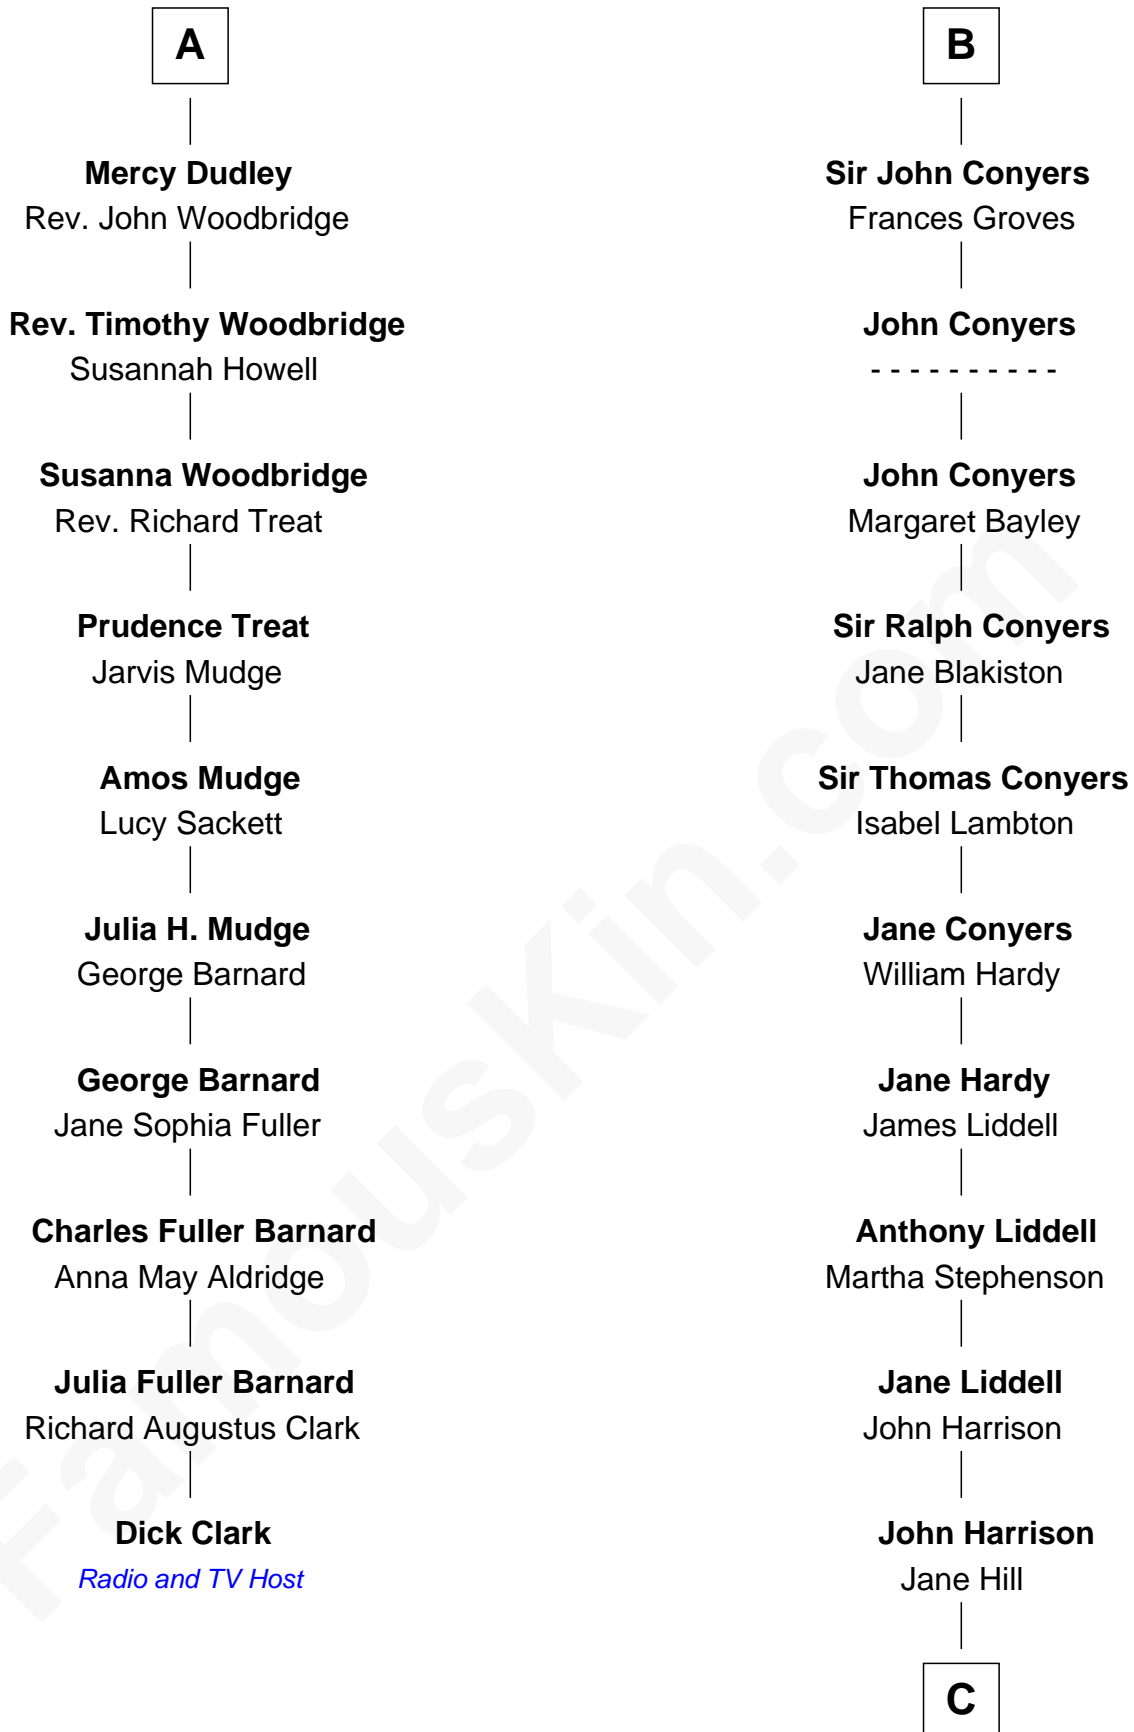 A
Mercy Dudley
Rev. John Woodbridge
Rev. Timothy Woodbridge
Susannah Howell
Susanna Woodbridge
Rev. Richard Treat
Prudence Treat
Jarvis Mudge
Amos Mudge
Lucy Sackett
Julia H. Mudge
George Barnard
George Barnard
Jane Sophia Fuller
Charles Fuller Barnard
Anna May Aldridge
Julia Fuller Barnard
Richard Augustus Clark
Dick Clark
Radio and TV Host
B
Sir John Conyers
Frances Groves
John Conyers
- - - - - - - - - -
John Conyers
Margaret Bayley
Sir Ralph Conyers
Jane Blakiston
Sir Thomas Conyers
Isabel Lambton
Jane Conyers
William Hardy
Jane Hardy
James Liddell
Anthony Liddell
Martha Stephenson
Jane Liddell
John Harrison
John Harrison
Jane Hill
C
FamousKin.com